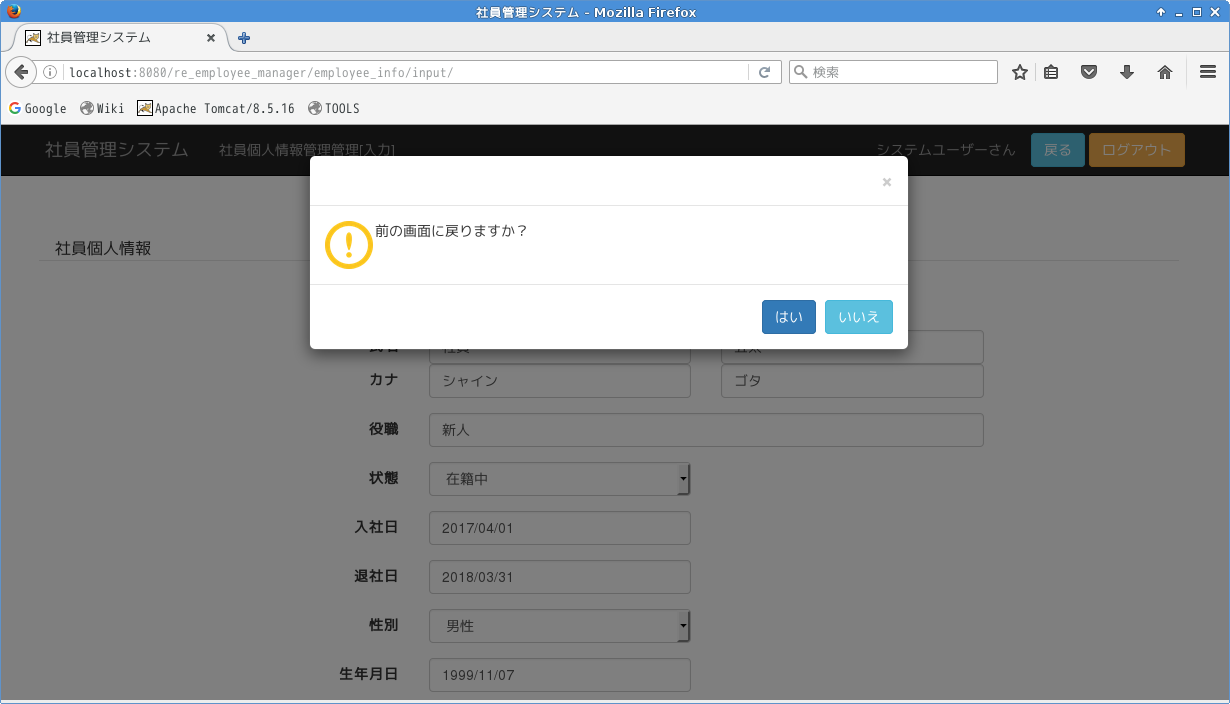 社員管理システム - Mozilla Firefox
社員管理システム
localhost:8080/re_employee_manager/employee_info/input/
検索
Google Wiki Apache Tomcat/8.5.16 TOOLS
社員管理システム 社員個人情報管理管理[入力] システムユーザーさん 戻る ログアウト
×
前の画面に戻りますか？
はい いいえ
社員個人情報
カナ シャイン ゴタ
役職 新人
状態 在籍中
入社日 2017/04/01
退社日 2018/03/31
性別 男性
生年月日 1999/11/07